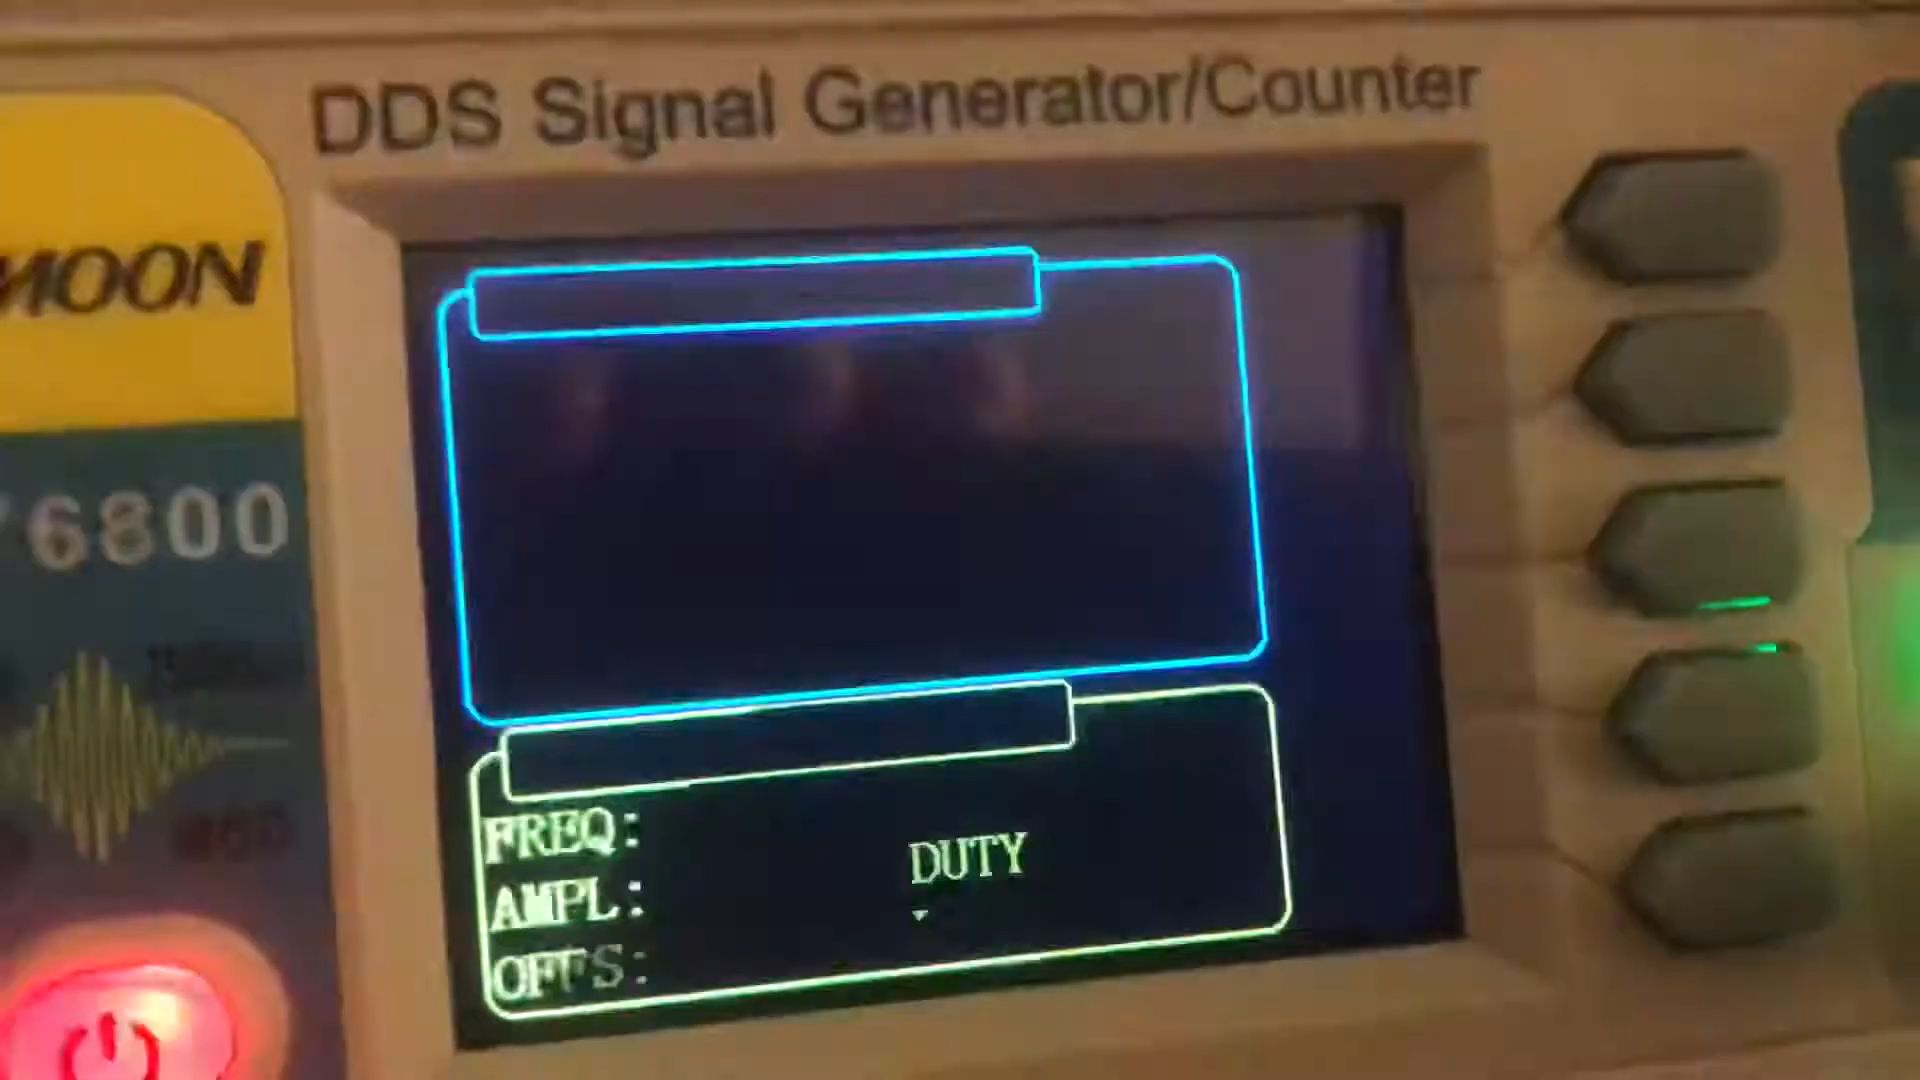 DDS Signal Generator/Counter
MOON
6800
FREQ:
DUTY
AMPL:
OFFS: